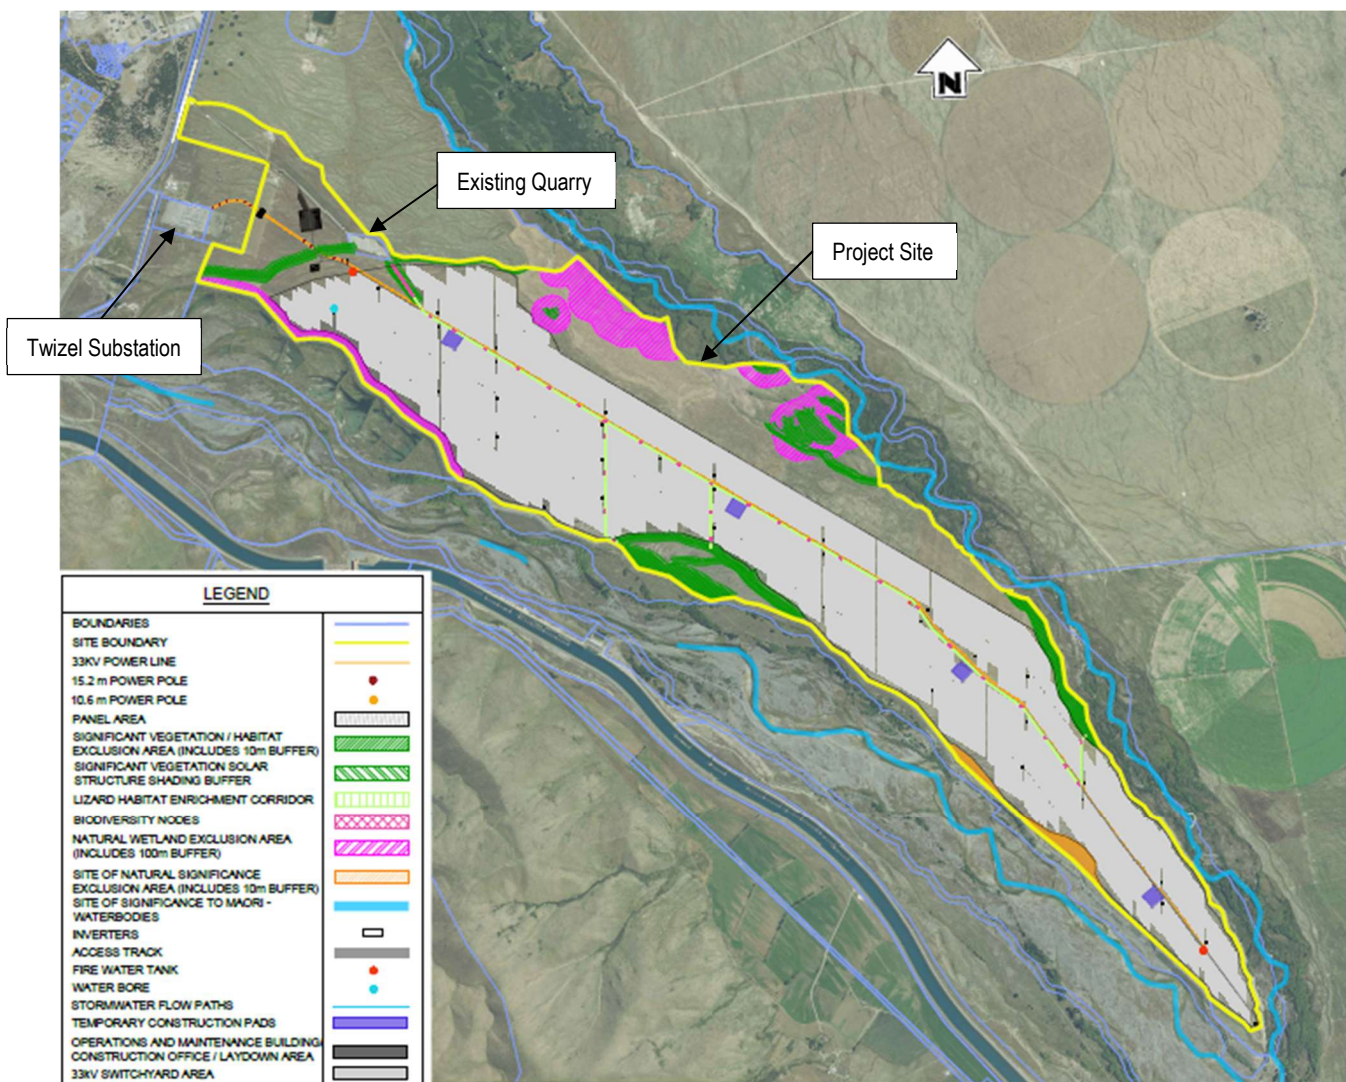 N
Existing Quarry
Project Site
Twizel Substation
LEGEND
BOUNDARIES
SITE BOUNDARY
33KV POWER LINE
15.2 m POWER POLE
10.6 m POWER POLE
PANEL AREA
SIGNIFICANT VEGETATION / HABITAT
EXCLUSION AREA (INCLUDES 10m BUFFER)
SIGNIFICANT VEGETATION SOLAR
STRUCTURE SHADING BUFFER
LIZARD HABITAT ENRICHMENT CORRIDOR
BIODIVERSITY NODES
NATURAL WETLAND EXCLUSION AREA
(INCLUDES 100m BUFFER)
SITE OF NATURAL SIGNIFICANCE
EXCLUSION AREA (INCLUDES 10m BUFFER)
SITE OF SIGNIFICANCE TO MAORI -
WATERBODIES
INVERTERS
ACCESS TRACK
FIRE WATER TANK
WATER BORE
STORMWATER FLOW PATHS
TEMPORARY CONSTRUCTION PADS
OPERATIONS AND MAINTENANCE BUILDING/
CONSTRUCTION OFFICE / LAYDOWN AREA
33kV SWITCHYARD AREA